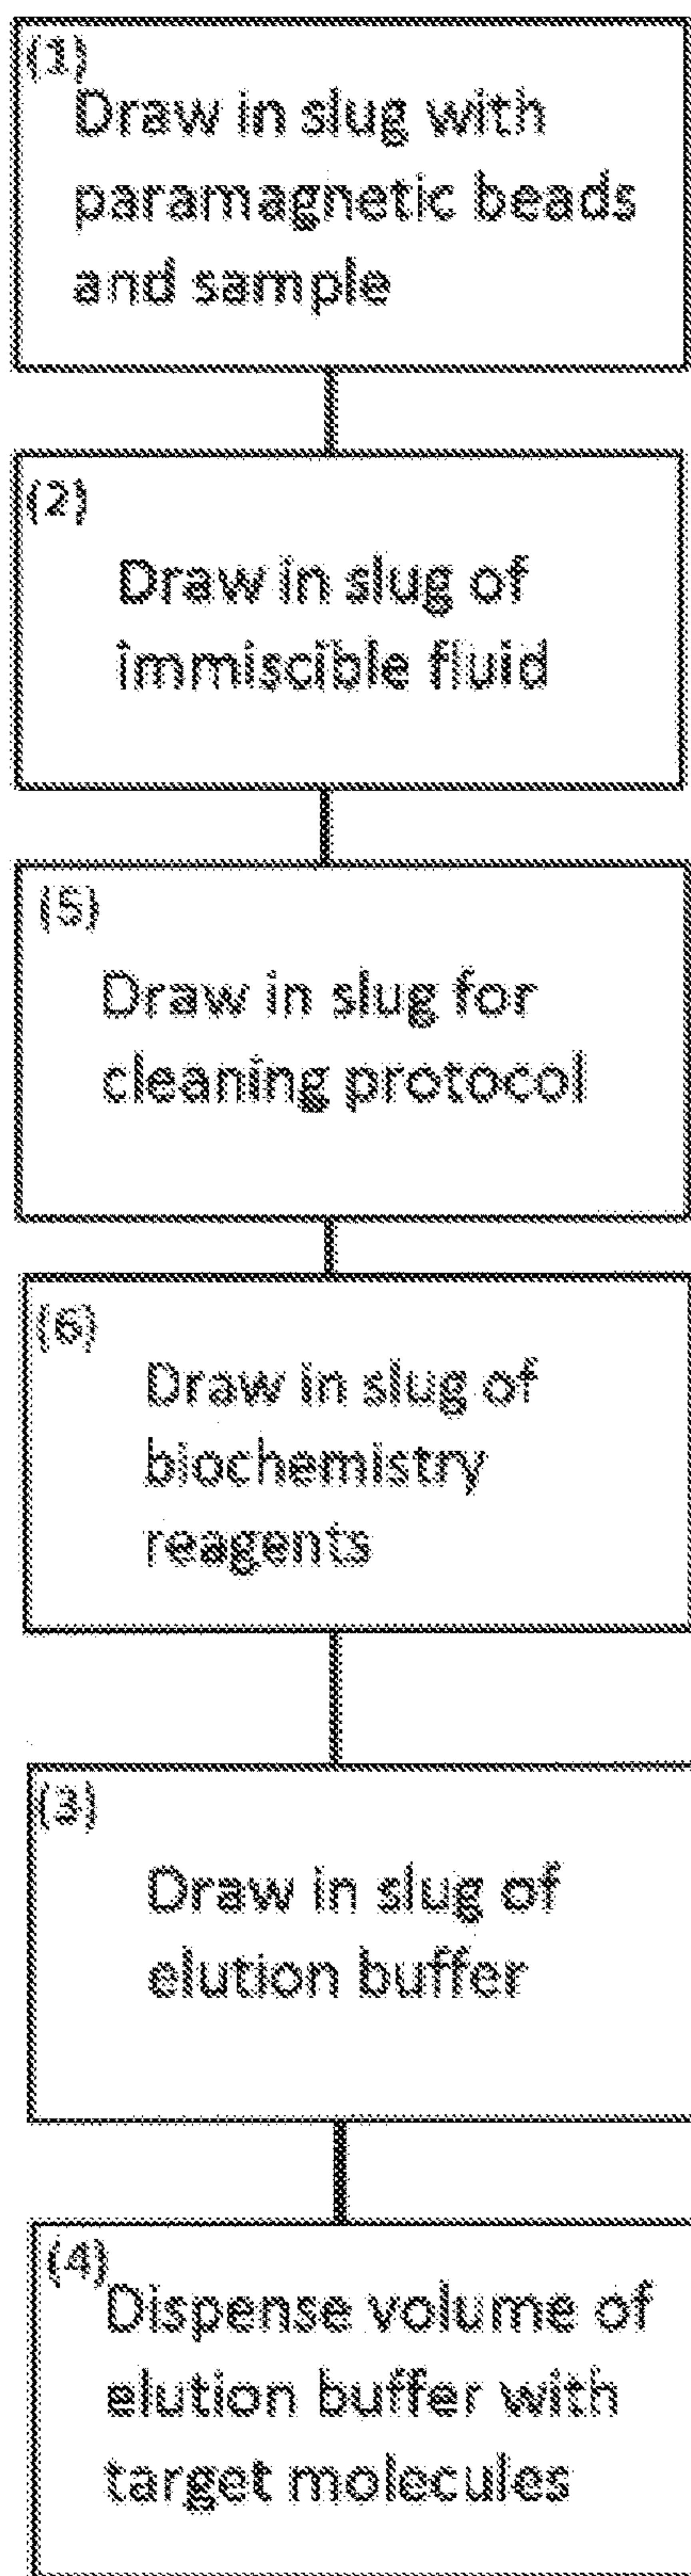 (1)
Draw in slug with
paramagnetic beads
and sample
(2)
Draw in slug of
immiscible fluid
(5)
Draw in slug for
cleaning protocol
(6)
Draw in slug of
biochemistry
reagents
(3)
Draw in slug of
elution buffer
(4)
Dispense volume of
elution buffer with
target molecules